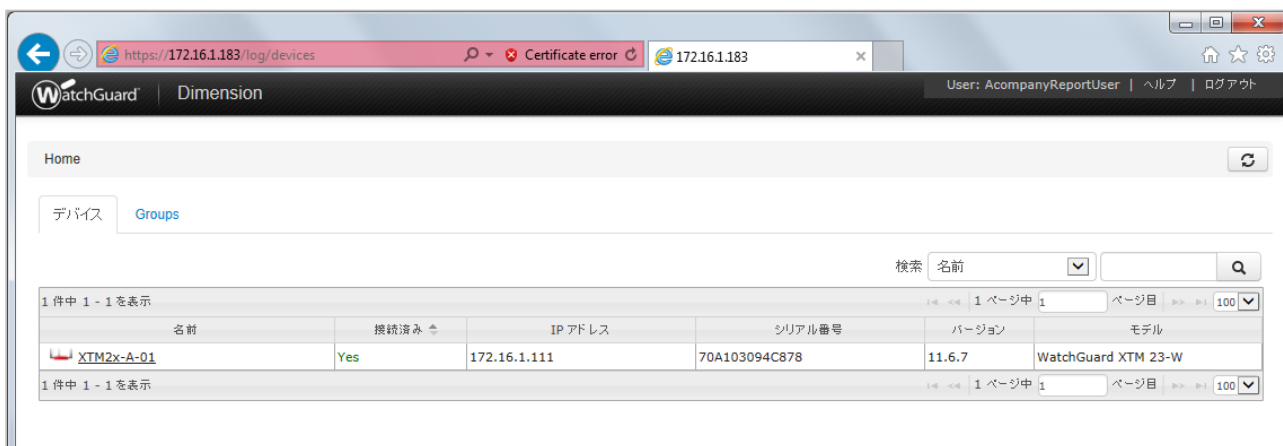 https://172.16.1.183/log/devices Certificate error 172.16.1.183
WatchGuard Dimension User: AcompanyReportUser | ヘルプ | ログアウト
Home
デバイス Groups
検索 名前
1 件中 1 - 1 を表示 1 ページ中 1 ページ目 100
名前 接続済み IP アドレス シリアル番号 バージョン モデル
XTM2x-A-01 Yes 172.16.1.111 70A103094C878 11.6.7 WatchGuard XTM 23-W
1 件中 1 - 1 を表示 1 ページ中 1 ページ目 100